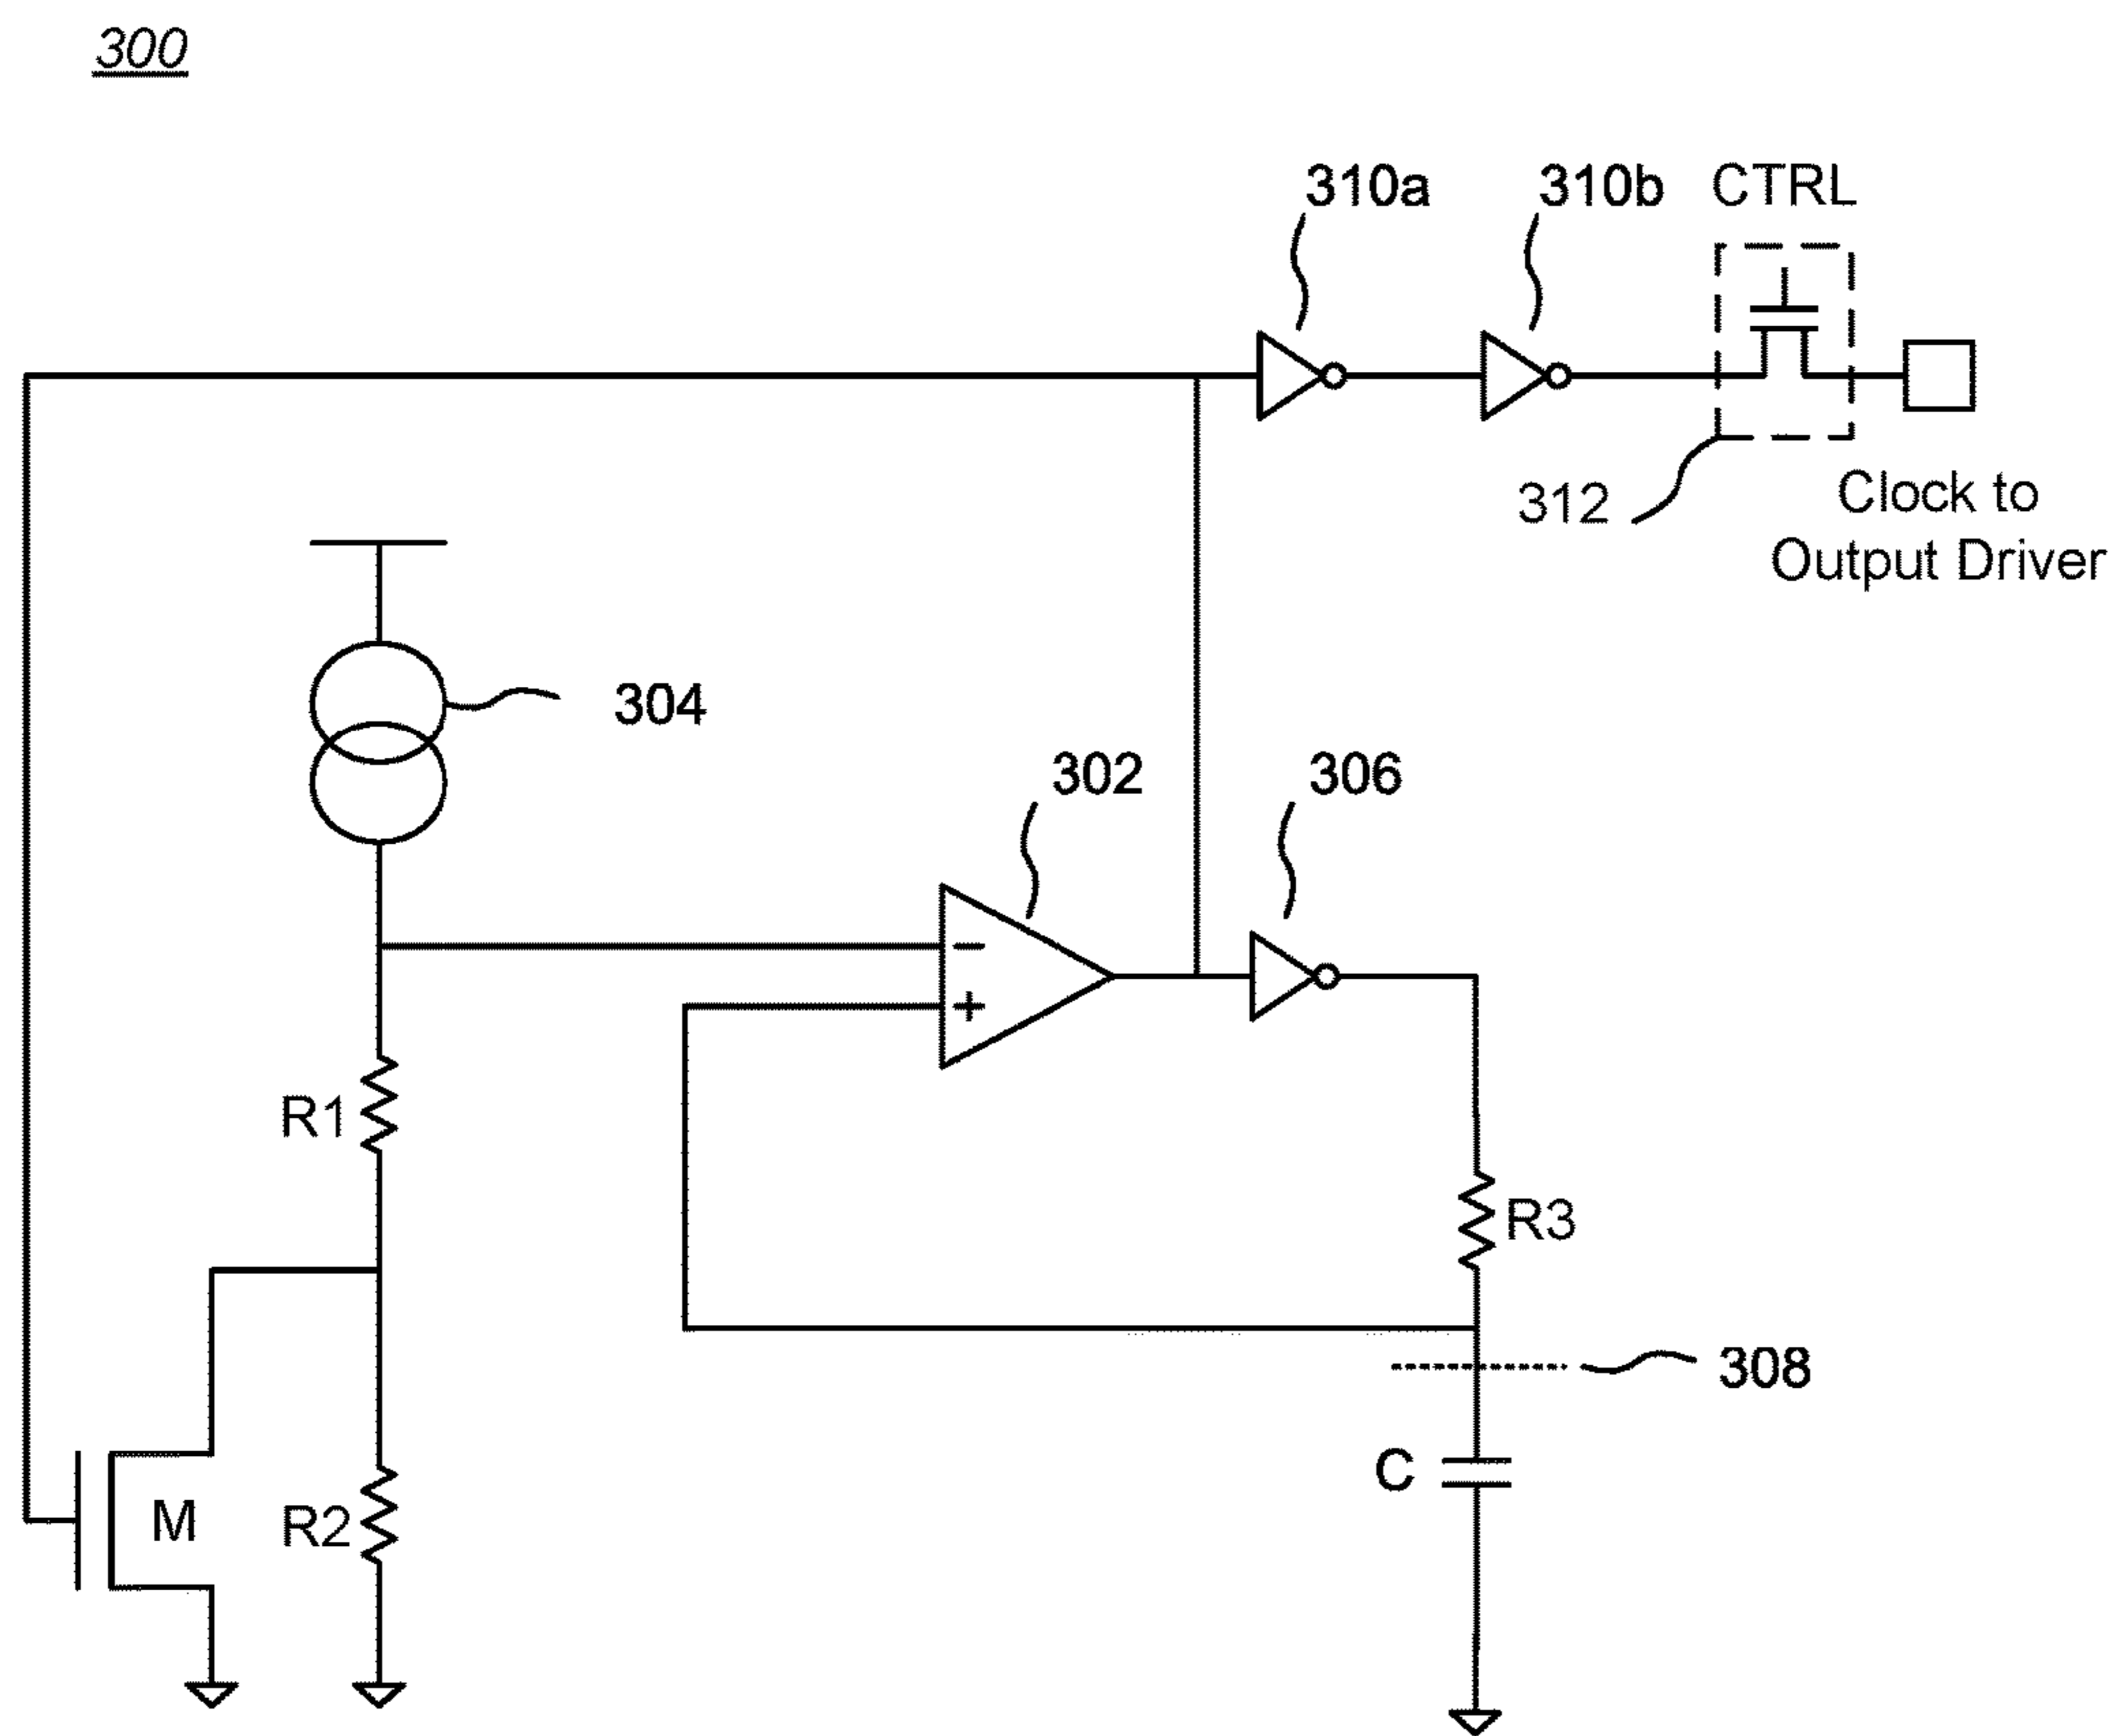 300
310a
310b
CTRL
312
Clock to
Output Driver
304
302
306
−
+
R1
R3
308
C
M
R2